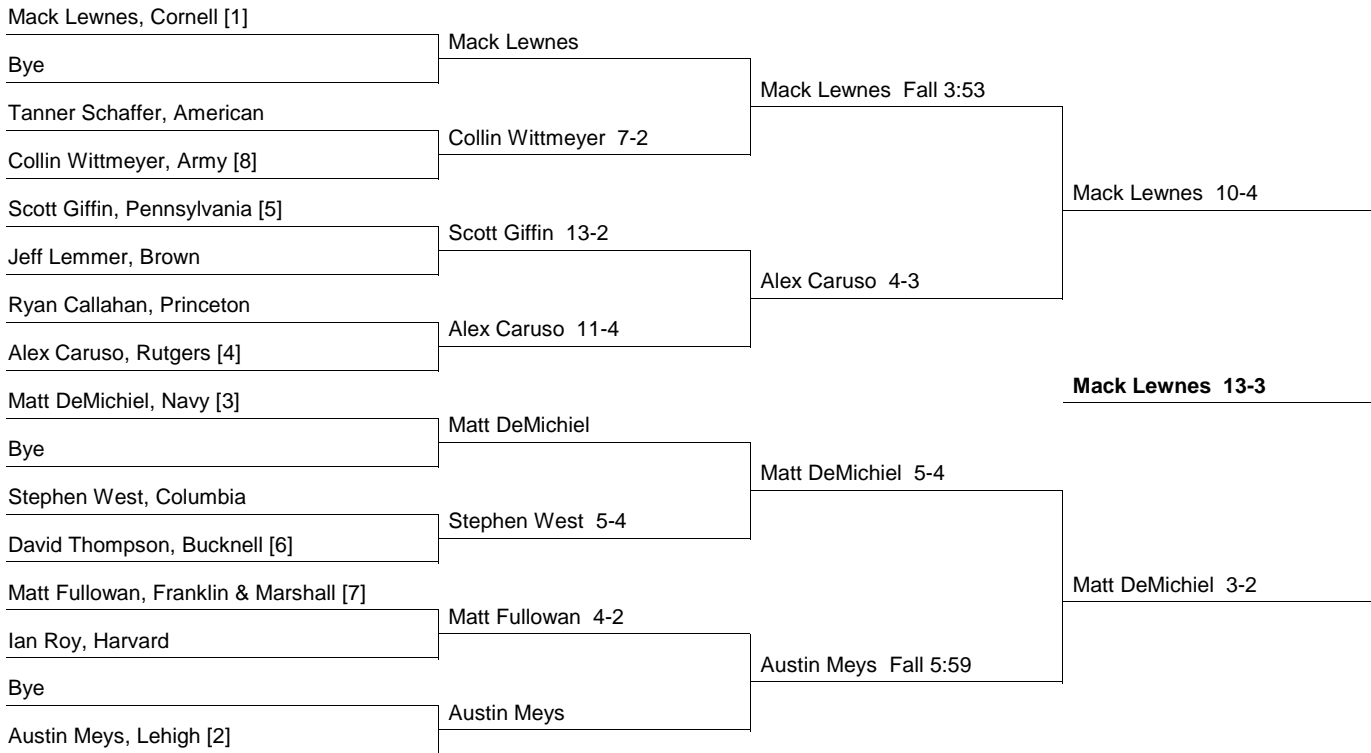 Mack Lewnes, Cornell [1]
Mack Lewnes
Bye
Mack Lewnes Fall 3:53
Tanner Schaffer, American
Collin Wittmeyer 7-2
Collin Wittmeyer, Army [8]
Mack Lewnes 10-4
Scott Giffin, Pennsylvania [5]
Scott Giffin 13-2
Jeff Lemmer, Brown
Alex Caruso 4-3
Ryan Callahan, Princeton
Alex Caruso 11-4
Alex Caruso, Rutgers [4]
Mack Lewnes 13-3
Matt DeMichiel, Navy [3]
Matt DeMichiel
Bye
Matt DeMichiel 5-4
Stephen West, Columbia
Stephen West 5-4
David Thompson, Bucknell [6]
Matt DeMichiel 3-2
Matt Fullowan, Franklin & Marshall [7]
Matt Fullowan 4-2
Ian Roy, Harvard
Austin Meys Fall 5:59
Bye
Austin Meys
Austin Meys, Lehigh [2]